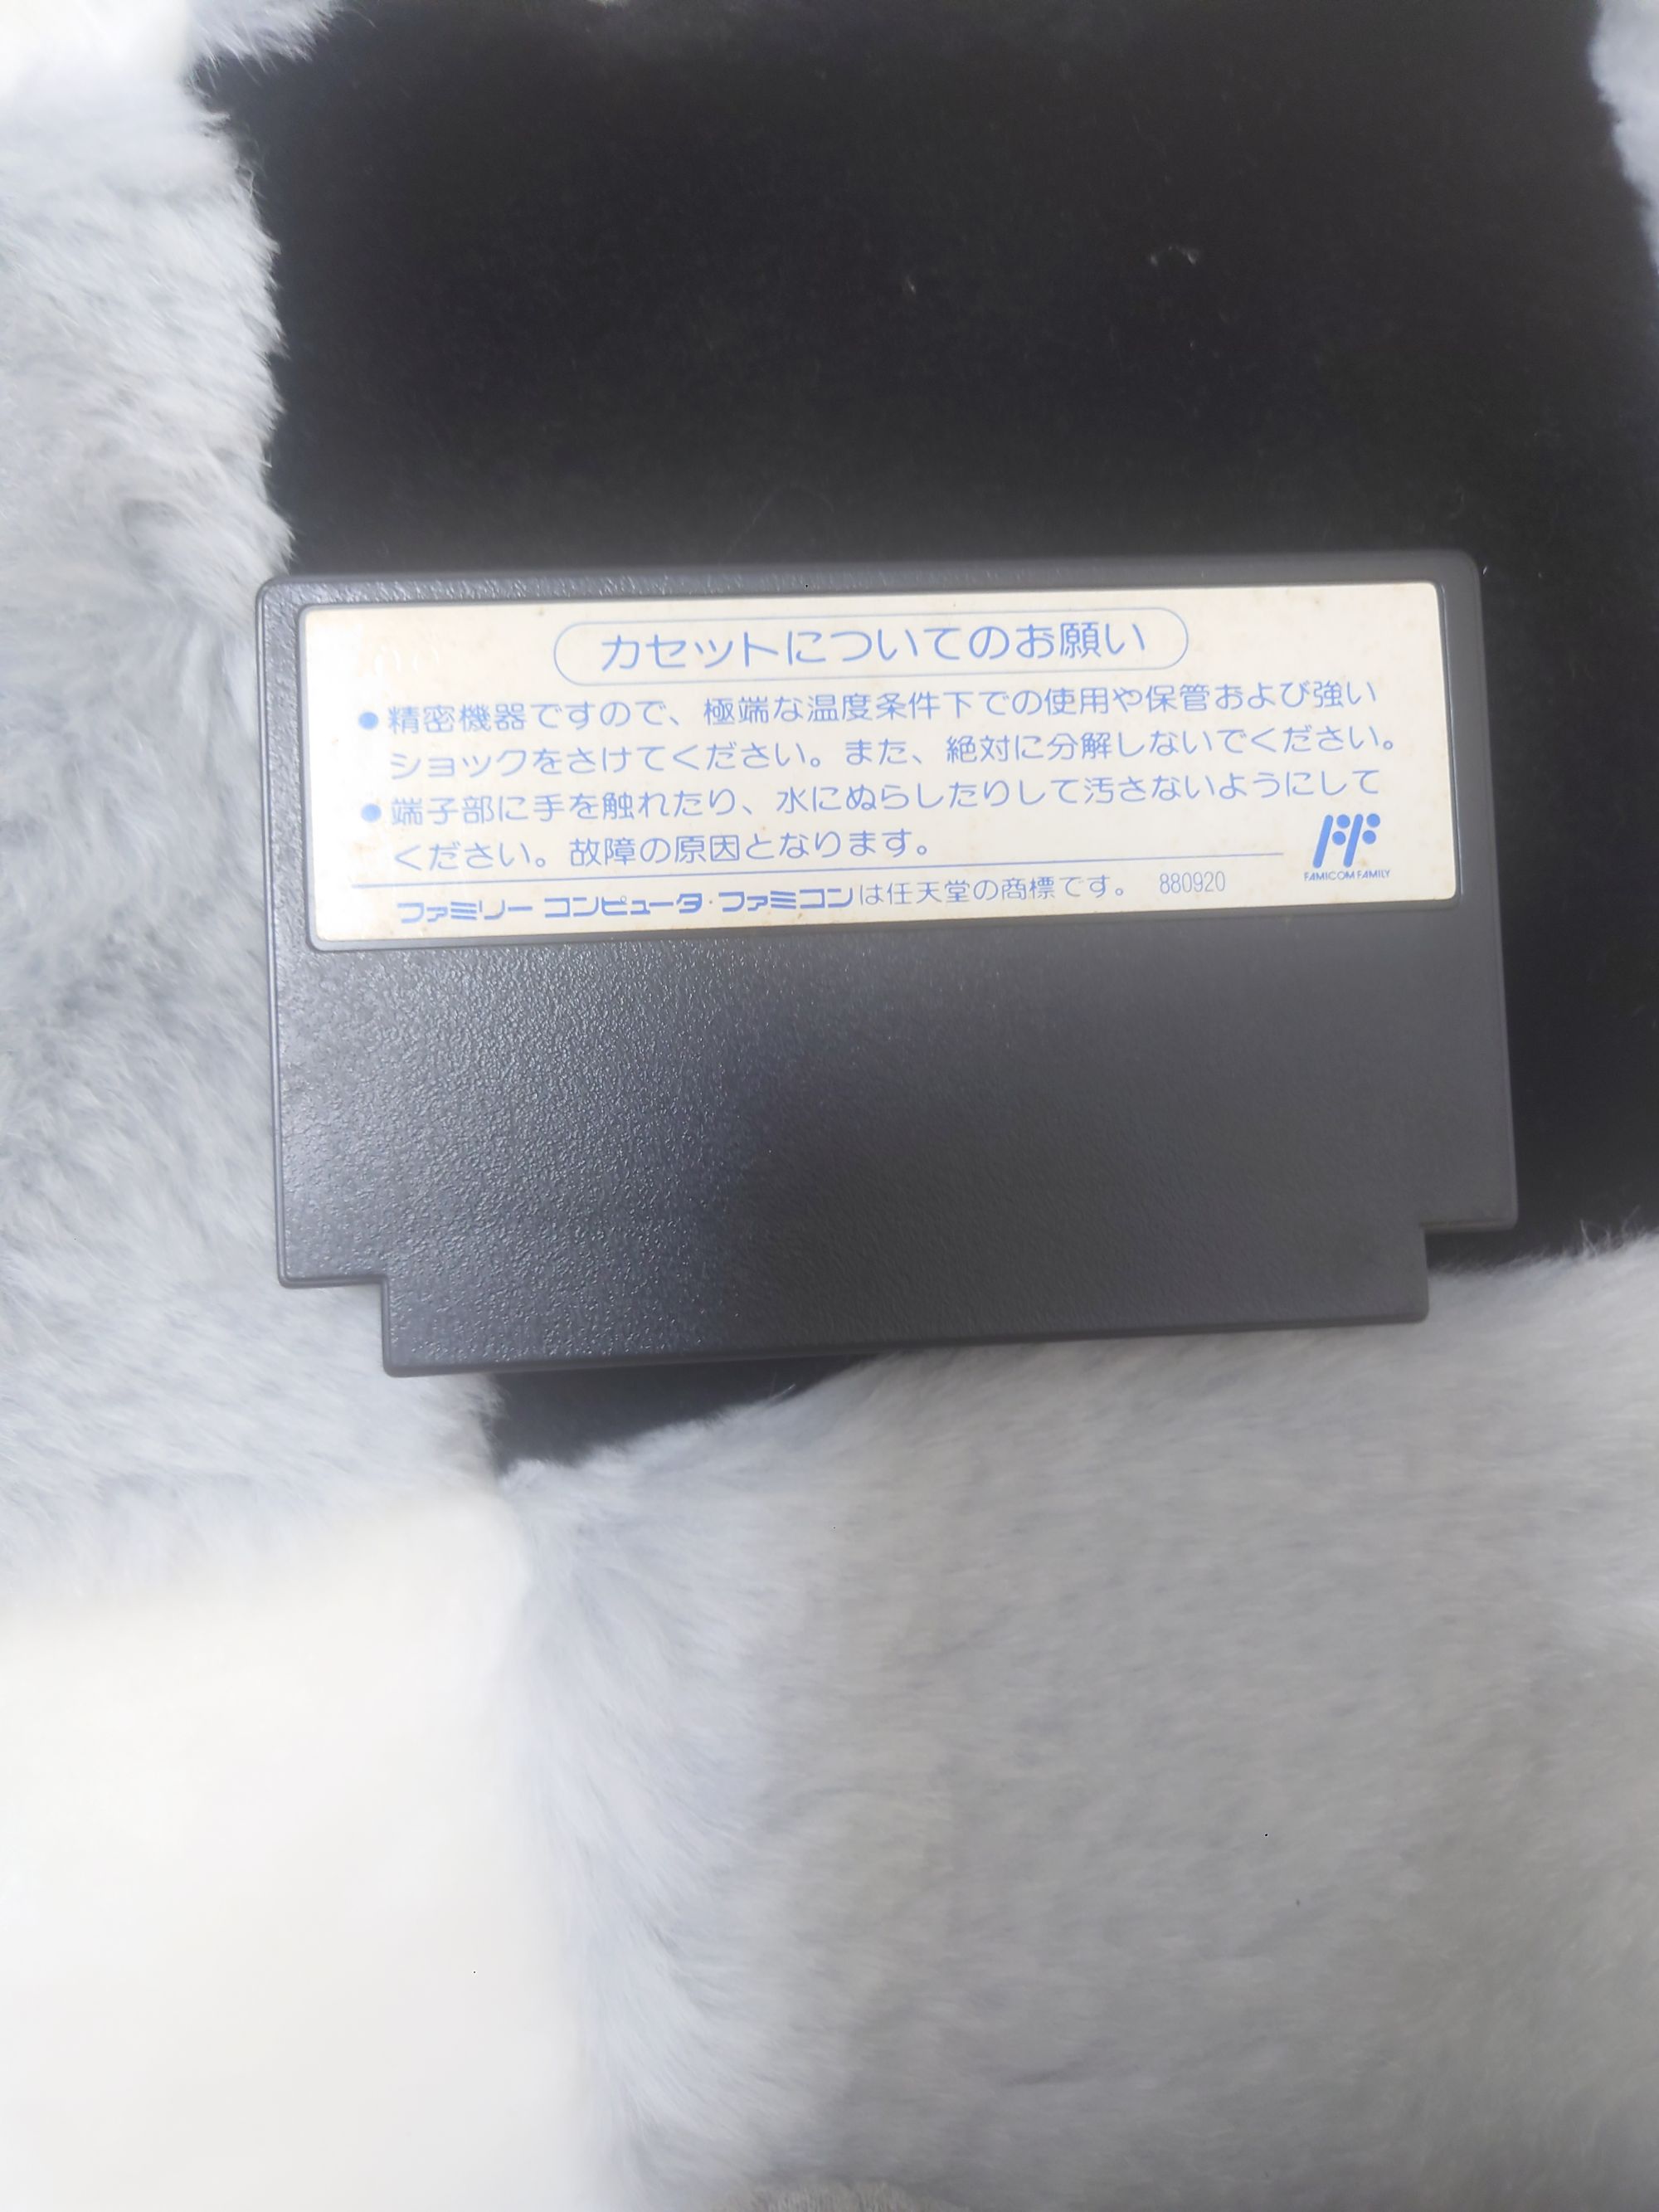 カセットについてのお願い
●精密機器ですので、極端な温度条件下での使用や保管および強い
ショックをさけてください。また、絶対に分解しないでください。
●端子部に手を触れたり、水にぬらしたりして汚さないようにして
ください。故障の原因となります。
FAMICOM FAMILY
ファミリー コンピュータ・ファミコンは任天堂の商標です。 880920